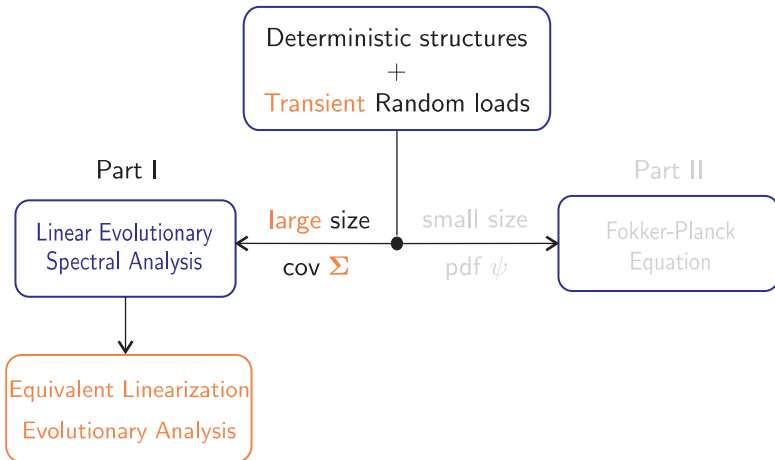 Deterministic structures
+
Transient Random loads
Part I
Part II
Linear Evolutionary
Spectral Analysis
large size
cov Σ
small size
pdf ψ
Fokker-Planck
Equation
Equivalent Linearization
Evolutionary Analysis